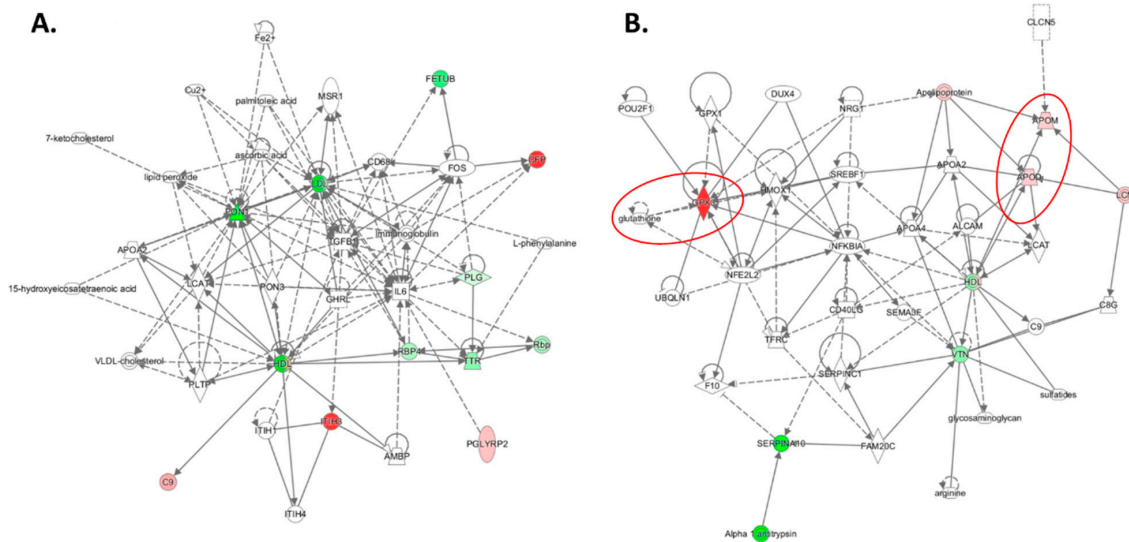 A.
B.
Fe2+
FETUB
Cu2+
palmitoleic acid
MSR1
7-ketocholesterol
ascorbic acid
CD68
FOS
lipid peroxide
APOA2
TGFB1
Immunoglobulin
L-phenylalanine
PLG
15-hydroxyeicosatetraenoic acid
LCAT
PON3
GHRL
IL6
VLDL-cholesterol
PLTP
HDL
RBP4
TTR
Rbp
ITIH1
ITIH3
AMBP
PGLYRP2
C9
ITIH4
CLCN5
POU2F1
GPX1
DUX4
NRG1
Apolipoprotein
APOM
APOA2
SREBF1
APOD
HMOX1
glutathione
APOA4
ALCAM
LCAT
NFKBIA
NFE2L2
HDL
UBQLN1
CD40LG
SEMA3F
C8G
C9
TFRC
VTN
F10
SERPINC1
sulfatides
glycosaminoglycan
SERPINA10
FAM20C
arginine
Alpha 1 antitrypsin